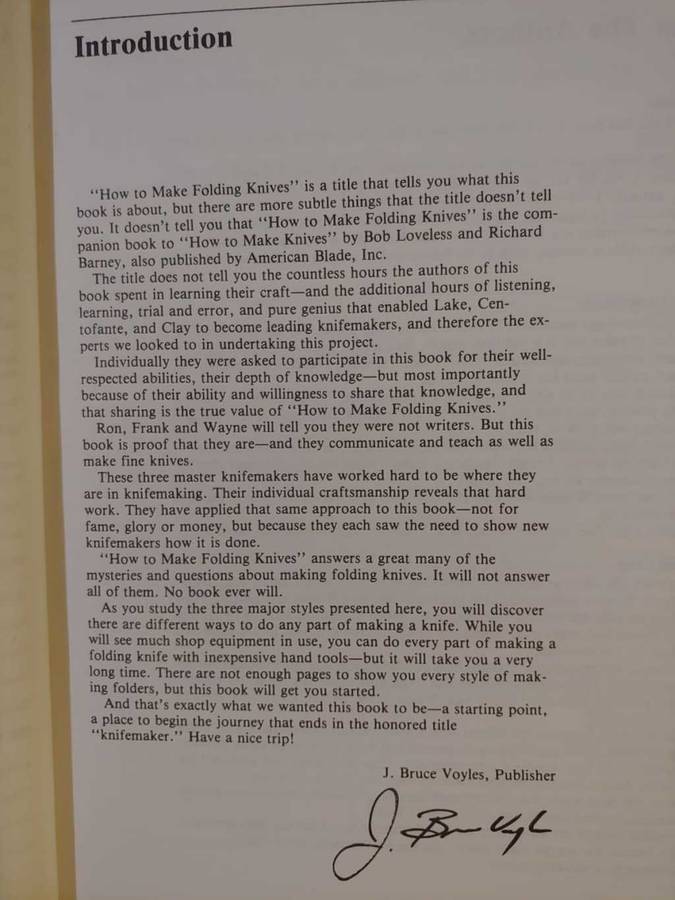 Introduction
“How to Make Folding Knives” is a title that tells you what this
book is about, but there are more subtle things that the title doesn’t tell
you. It doesn’t tell you that “How to Make Folding Knives” is the com-
panion book to “How to Make Knives” by Bob Loveless and Richard
Barney, also published by American Blade, Inc.
The title does not tell you the countless hours the authors of this
book spent in learning their craft—and the additional hours of listening,
learning, trial and error, and pure genius that enabled Lake, Cen-
tofante, and Clay to become leading knifemakers, and therefore the ex-
perts we looked to in undertaking this project.
Individually they were asked to participate in this book for their well-
respected abilities, their depth of knowledge—but most importantly
because of their ability and willingness to share that knowledge, and
that sharing is the true value of “How to Make Folding Knives.”
Ron, Frank and Wayne will tell you they were not writers. But this
book is proof that they are—and they communicate and teach as well as
make fine knives.
These three master knifemakers have worked hard to be where they
are in knifemaking. Their individual craftsmanship reveals that hard
work. They have applied that same approach to this book—not for
fame, glory or money, but because they each saw the need to show new
knifemakers how it is done.
“How to Make Folding Knives” answers a great many of the
mysteries and questions about making folding knives. It will not answer
all of them. No book ever will.
As you study the three major styles presented here, you will discover
there are different ways to do any part of making a knife. While you
will see much shop equipment in use, you can do every part of making a
folding knife with inexpensive hand tools—but it will take you a very
long time. There are not enough pages to show you every style of mak-
ing folders, but this book will get you started.
And that’s exactly what we wanted this book to be—a starting point,
a place to begin the journey that ends in the honored title
“knifemaker.” Have a nice trip!
J. Bruce Voyles, Publisher